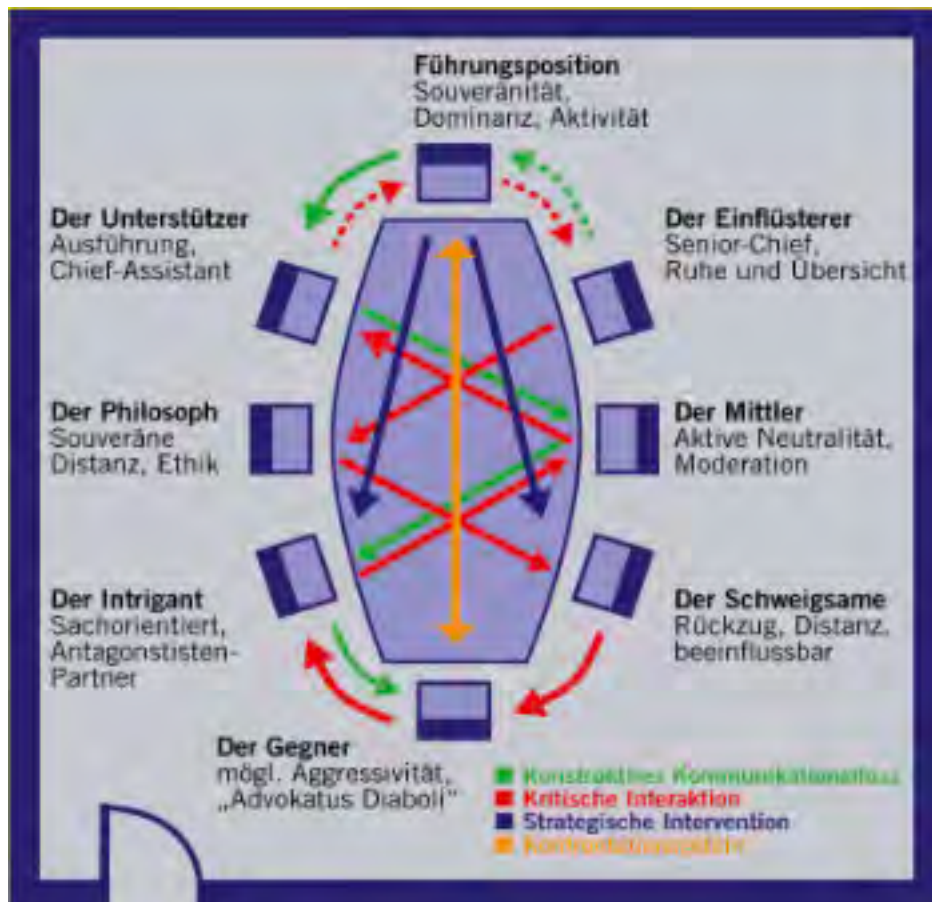 Führungsposition
Souveränität,
Dominanz, Aktivität
Der Unterstützer
Ausführung,
Chief-Assistant
Der Einflüsterer
Senior-Chief,
Ruhe und Übersicht
Der Philosoph
Souveräne
Distanz, Ethik
Der Mittler
Aktive Neutralität,
Moderation
Der Intrigant
Sachorientiert,
Antagonstisten-
Partner
Der Schweigsame
Rückzug, Distanz,
beeinflussbar
Der Gegner
mögl. Aggressivität,
„Advokatus Diaboli“
Kommunikationsfluss
Kritische Interaktion
Strategische Intervention